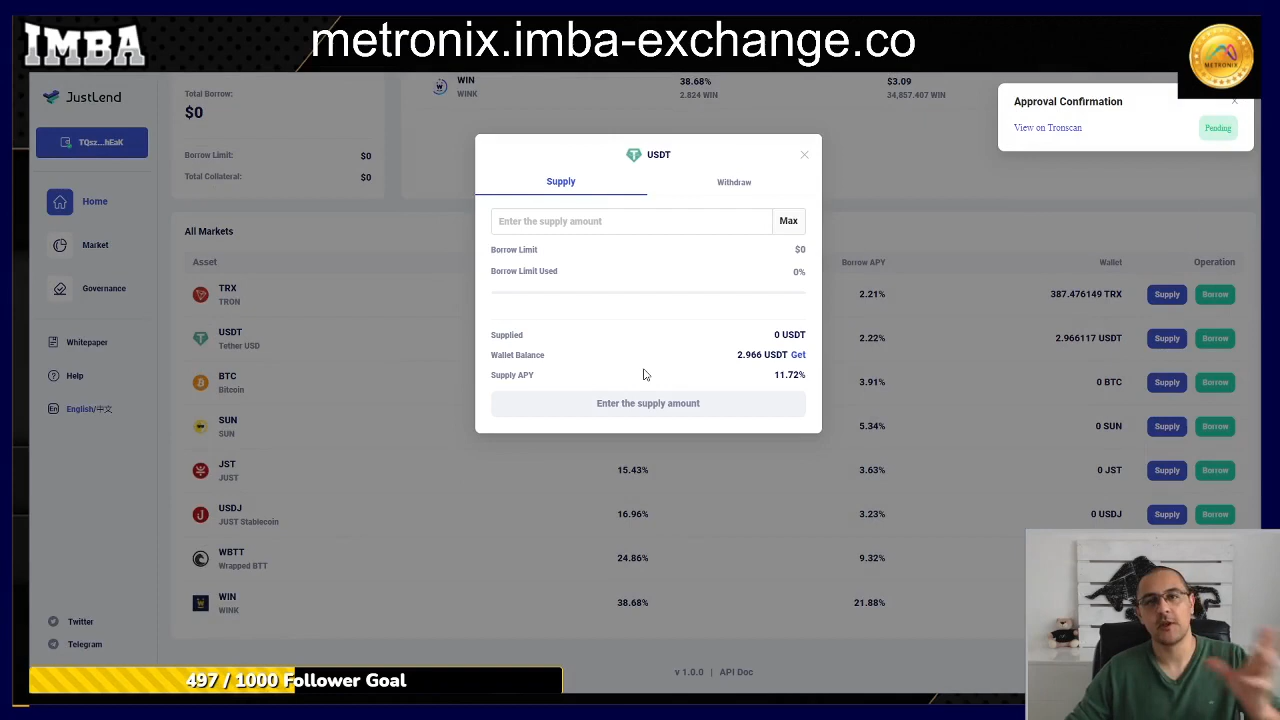 IMBA
metronix.imba-exchange.co
METRONIX
JustLend
TQsz...hEaK
Home
Market
Governance
Whitepaper
Help
En English/中文
Twitter
Telegram
Total Borrow:
$0
Borrow Limit: $0
Total Collateral: $0
WIN 38.68% $3.09
WINK 2.824 WIN 34,857.407 WIN
Approval Confirmation X
View on Tronscan Pending
All Markets
Asset Borrow APY Wallet Operation
TRX 2.21% 387.476149 TRX Supply Borrow
TRON
USDT 2.22% 2.966117 USDT Supply Borrow
Tether USD
BTC 3.91% 0 BTC Supply Borrow
Bitcoin
SUN 5.34% 0 SUN Supply Borrow
SUN
JST 15.43% 3.63% 0 JST Supply Borrow
JUST
USDJ 16.96% 3.23% 0 USDJ Supply Borrow
JUST Stablecoin
WBTT 24.86% 9.32%
Wrapped BTT
WIN 38.68% 21.88%
WINK
USDT
Supply Withdraw
Enter the supply amount Max
Borrow Limit $0
Borrow Limit Used 0%
Supplied 0 USDT
Wallet Balance 2.966 USDT Get
Supply APY 11.72%
Enter the supply amount
v 1.0.0 | API Doc
497 / 1000 Follower Goal